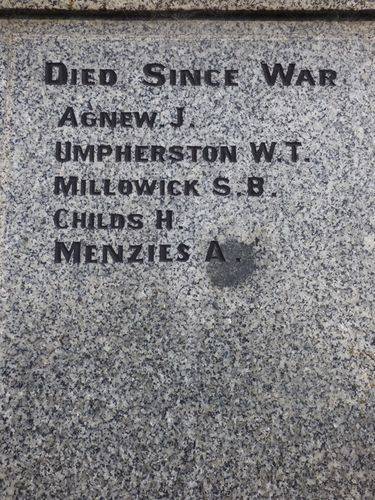 Died Since War
Agnew. J.
Umpherston W. T.
Millowick S. B.
Childs H.
Menzies A.